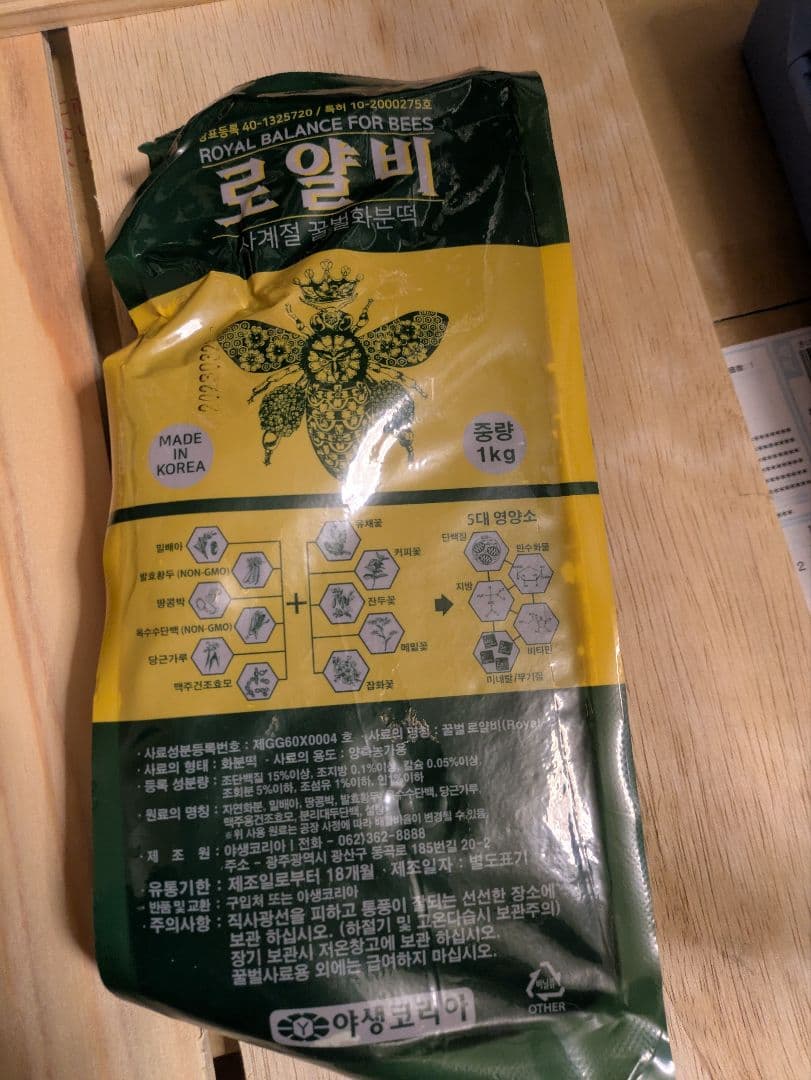 상표등록 40-1325720 / 특허 10-2000275호
ROYAL BALANCE FOR BEES
로얄비
사계절 꿀벌화분떡
MADE
IN
KOREA
중량
1kg
밀배아
발효황두 (NON-GMO)
땅콩박
옥수수단백 (NON-GMO)
당근가루
맥주건조효모
+
유채꽃
커피꽃
잔두꽃
메밀꽃
잡화꽃
5대 영양소
단백질
탄수화물
지방
비타민
미네랄/무기질
· 사료성분등록번호 : 제GG60X0004 호 · 사료의 명칭 : 꿀벌 로얄비(Royal
· 사료의 형태 : 화분떡 · 사료의 용도 : 양축농가용
· 등록 성분량 : 조단백질 15%이상, 조지방 0.1%이상, 칼슘 0.05%이상,
조회분 5%이하, 조섬유 1%이하, 인1%이하
· 원료의 명칭 : 자연화분, 밀배아, 땅콩박, 발효황두, 옥수수단백, 당근가루,
맥주용건조효모, 분리대두단백, 설탕
※위 사용 원료는 공장 사정에 따라 배합비율이 변경될 수 있음.
· 제 조 원 : 야생코리아 | 전화 - 062)362-8888
주소 - 광주광역시 광산구 동곡로 185번길 20-2
· 유통기한 : 제조일로부터 18개월 · 제조일자 : 별도표기
· 반품 및 교환 : 구입처 또는 야생코리아
· 주의사항 : 직사광선을 피하고 통풍이 잘되는 선선한 장소에
보관 하십시오. (하절기 및 고온다습시 보관주의)
장기 보관시 저온창고에 보관 하십시오.
꿀벌사료용 외에는 급여하지 마십시오.
비닐류
OTHER
Y 야생코리아